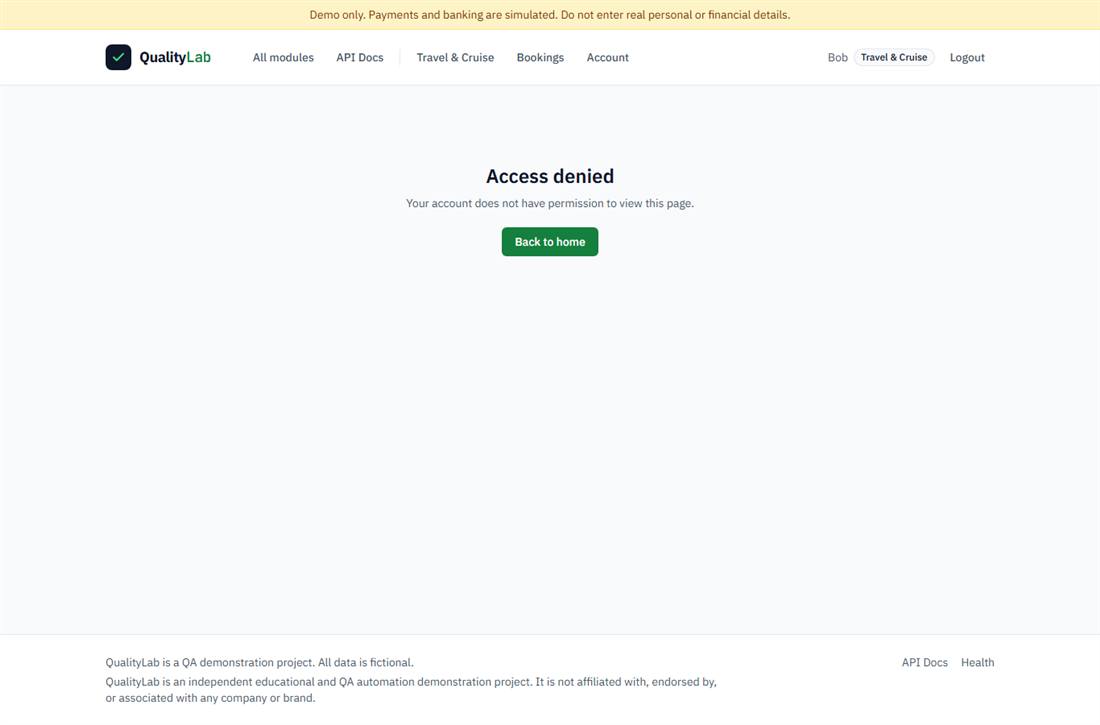 Demo only. Payments and banking are simulated. Do not enter real personal or financial details.
QualityLab All modules API Docs Travel & Cruise Bookings Account Bob Travel & Cruise Logout
Access denied
Your account does not have permission to view this page.
Back to home
QualityLab is a QA demonstration project. All data is fictional. API Docs Health
QualityLab is an independent educational and QA automation demonstration project. It is not affiliated with, endorsed by,
or associated with any company or brand.